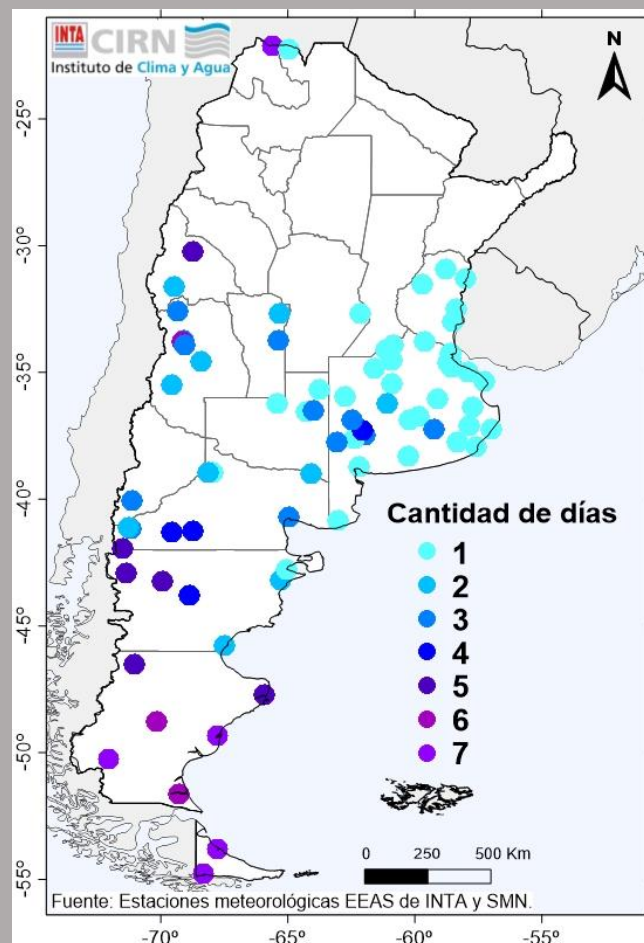 INTA CIRN
Instituto de Clima y Agua
N
-25°
-30°
-35°
-40°
-45°
-50°
-55°
Cantidad de días
1
2
3
4
5
6
7
0 250 500 Km
Fuente: Estaciones meteorológicas EEAS de INTA y SMN.
-70° -65° -60° -55°